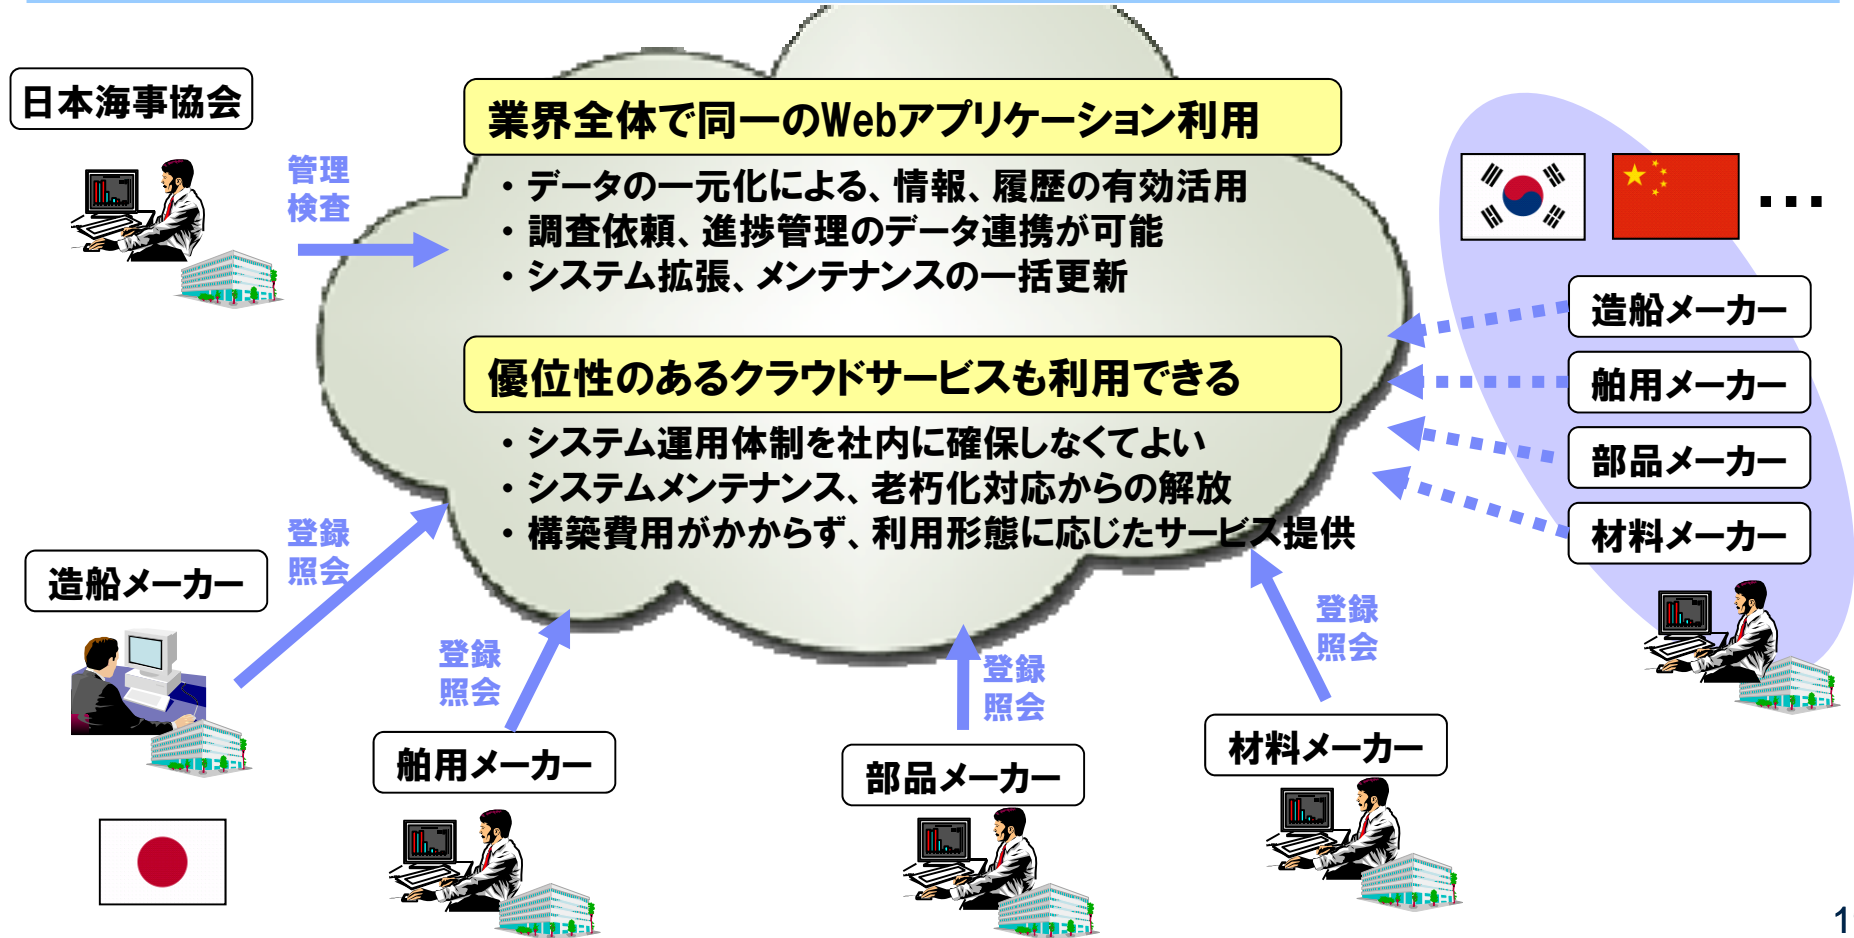 日本海事協会
管理
検査
業界全体で同一のWebアプリケーション利用
・データの一元化による、情報、履歴の有効活用
・調査依頼、進捗管理のデータ連携が可能
・システム拡張、メンテナンスの一括更新
優位性のあるクラウドサービスも利用できる
・システム運用体制を社内に確保しなくてよい
・システムメンテナンス、老朽化対応からの解放
・構築費用がかからず、利用形態に応じたサービス提供
…
造船メーカー
舶用メーカー
部品メーカー
材料メーカー
登録
照会
造船メーカー
登録
照会
舶用メーカー
登録
照会
部品メーカー
登録
照会
材料メーカー
1